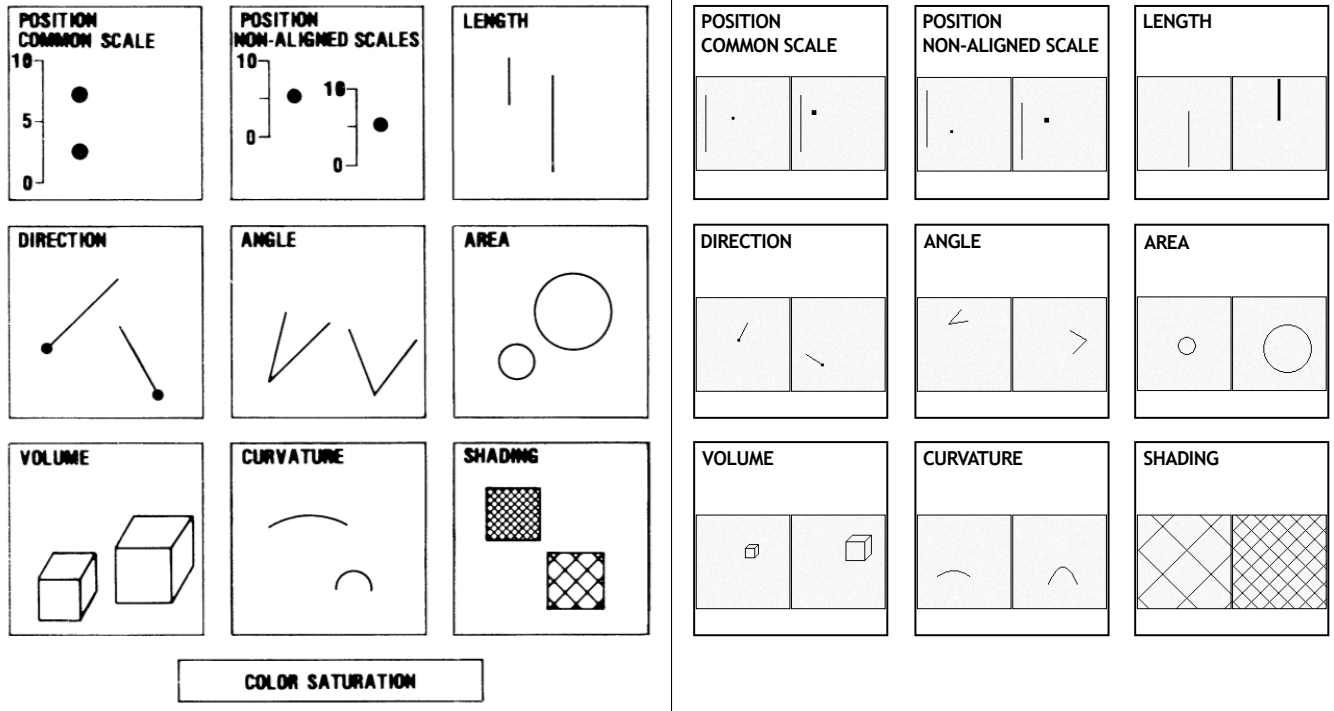 POSITION
COMMON SCALE
10
5
0
POSITION
NON-ALIGNED SCALES
10
0
10
0
LENGTH
DIRECTION
ANGLE
AREA
VOLUME
CURVATURE
SHADING
COLOR SATURATION
POSITION
COMMON SCALE
POSITION
NON-ALIGNED SCALE
LENGTH
DIRECTION
ANGLE
AREA
VOLUME
CURVATURE
SHADING